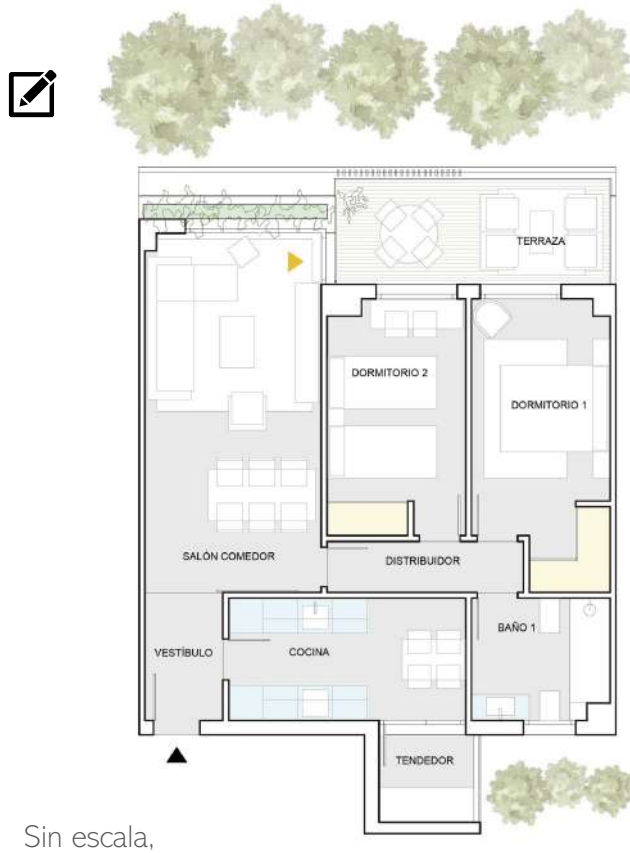 TERRAZA
DORMITORIO 2
DORMITORIO 1
SALÓN COMEDOR
DISTRIBUIDOR
VESTÍBULO
COCINA
BAÑO 1
TENDEDOR
Sin escala,